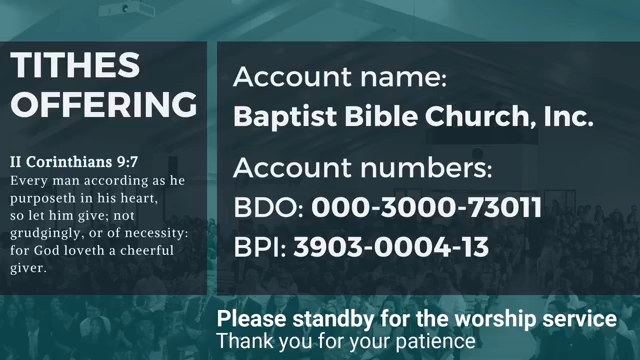 TITHES
OFFERING
II Corinthians 9:7
Every man according as he
purposeth in his heart,
so let him give; not
grudgingly, or of necessity:
for God loveth a cheerful
giver.
Account name:
Baptist Bible Church, Inc.
Account numbers:
BDO: 000-3000-73011
BPI: 3903-0004-13
Please standby for the worship service
Thank you for your patience